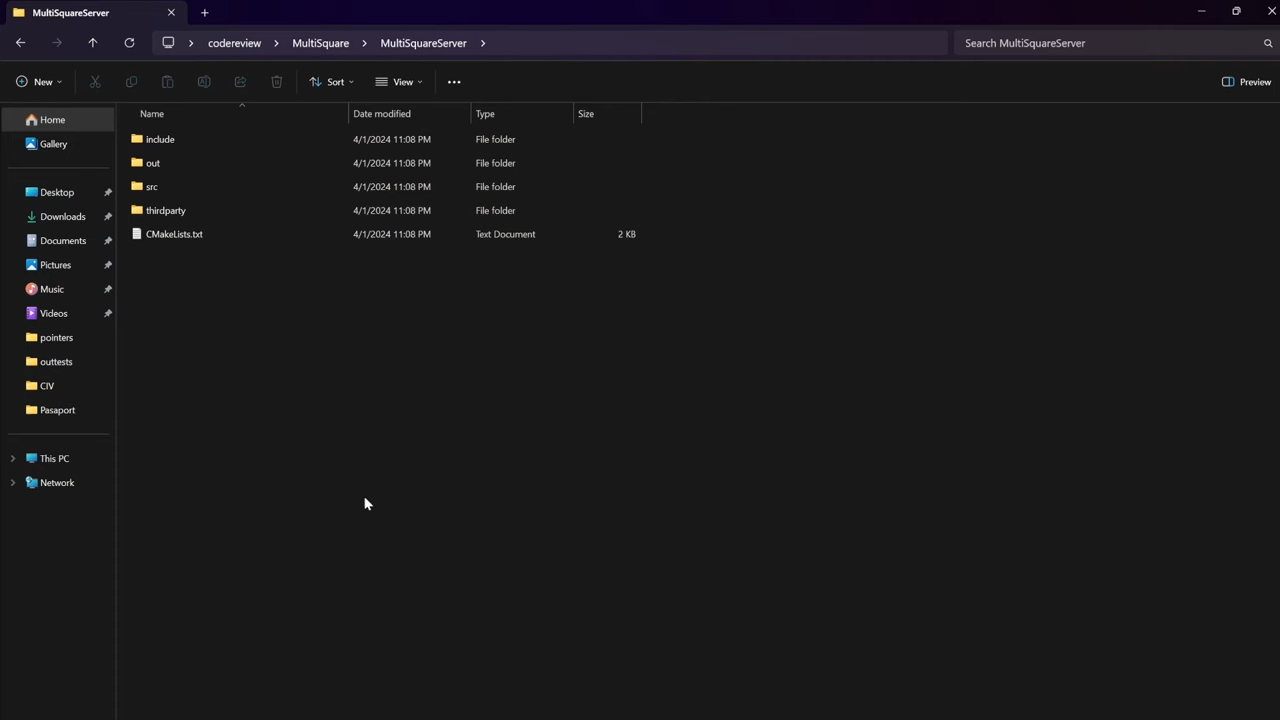 MultiSquareServer
codereview > MultiSquare > MultiSquareServer >
Search MultiSquareServer
New
Sort
View
Preview
Name Date modified Type Size
Home
Gallery
Desktop
Downloads
Documents
Pictures
Music
Videos
pointers
outtests
CIV
Pasaport
This PC
Network
include 4/1/2024 11:08 PM File folder
out 4/1/2024 11:08 PM File folder
src 4/1/2024 11:08 PM File folder
thirdparty 4/1/2024 11:08 PM File folder
CMakeLists.txt 4/1/2024 11:08 PM Text Document 2 KB